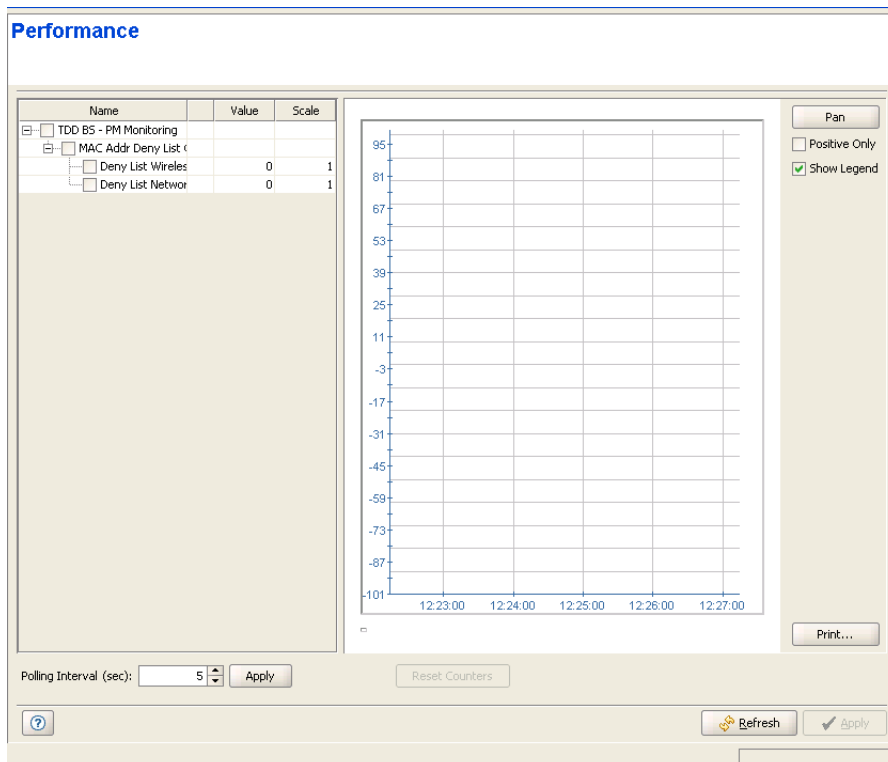 Performance
Name Value Scale
TDD BS - PM Monitoring
MAC Addr Deny List
Deny List Wireles 0 1
Deny List Networ 0 1
95
81
67
53
39
25
11
-3
-17
-31
-45
-59
-73
-87
-101
12:23:00 12:24:00 12:25:00 12:26:00 12:27:00
Pan
Positive Only
Show Legend
Print...
Polling Interval (sec): 5 Apply Reset Counters
? Refresh Apply